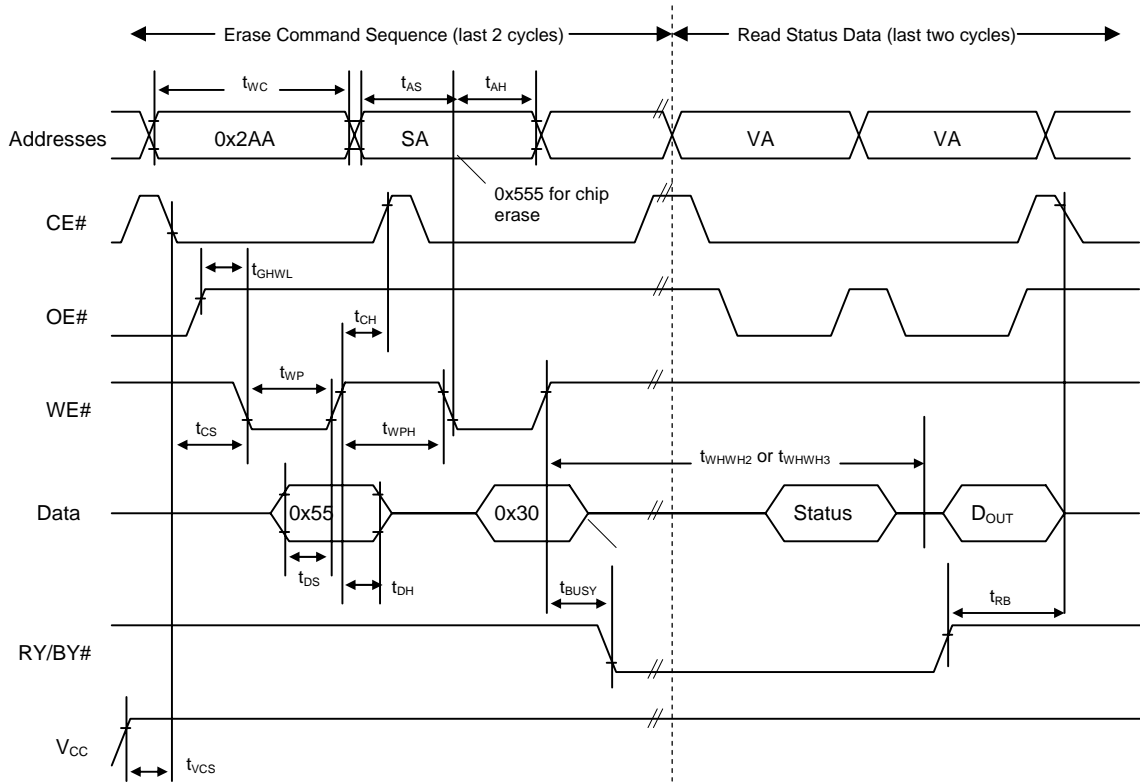 Erase Command Sequence (last 2 cycles)
Read Status Data (last two cycles)
tWC
tAS
tAH
Addresses
0x2AA
SA
VA
VA
0x555 for chip
erase
CE#
tGHWL
OE#
tCH
tWP
WE#
tCS
tWPH
tWHWH2 or tWHWH3
Data
0x55
0x30
Status
DOUT
tDS
tDH
tBUSY
tRB
RY/BY#
VCC
tVCS